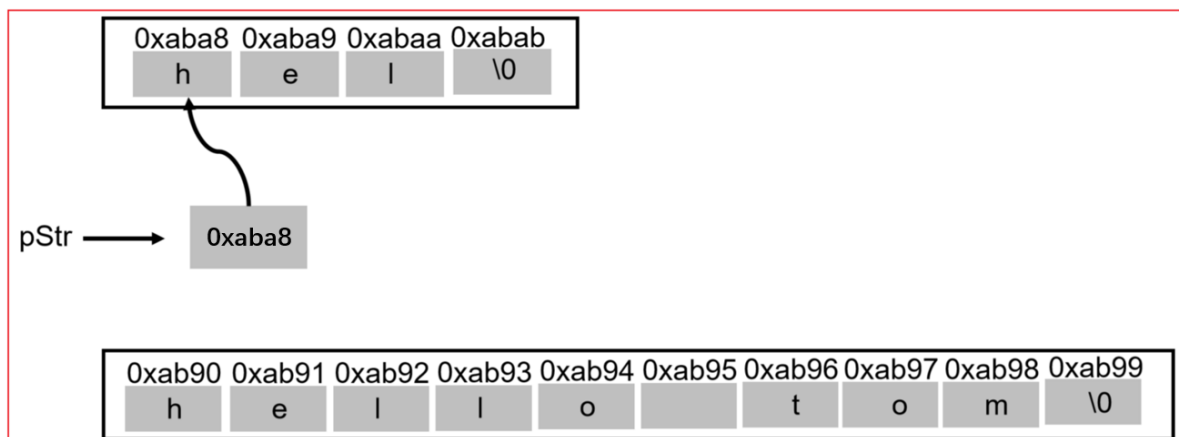 0xaba8 0xaba9 0xabaa 0xabab
h e l \0
pStr 0xaba8
0xab90 0xab91 0xab92 0xab93 0xab94 0xab95 0xab96 0xab97 0xab98 0xab99
h e l l o t o m \0